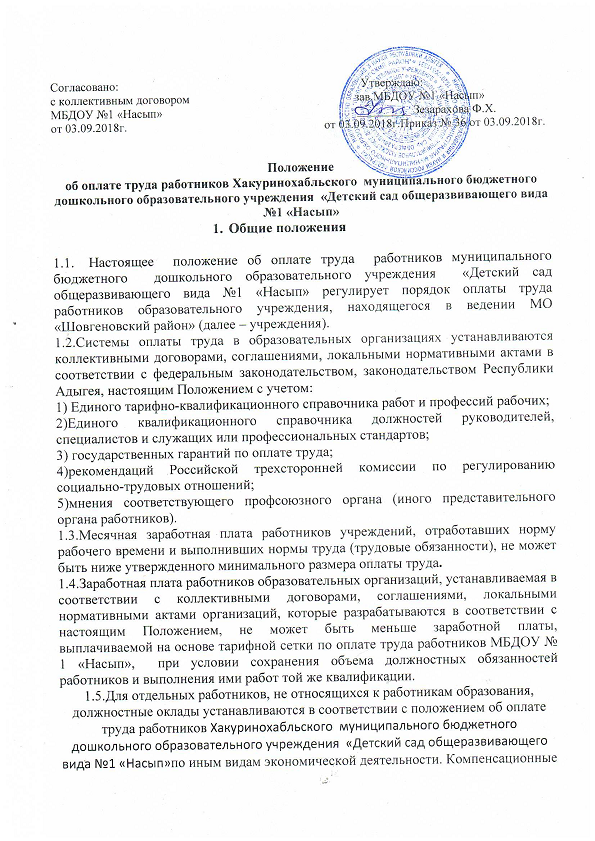 Согласовано:
с коллективным договором
МБДОУ №1 «Насып»
от 03.09.2018г.
Утверждаю:
зав.МБДОУ №1 «Насып»
Зезарахова Ф.Х.
от 03.09.2018г.Приказ № 36 от 03.09.2018г.
Положение
об оплате труда работников Хакуринохабльского муниципального бюджетного
дошкольного образовательного учреждения «Детский сад общеразвивающего вида
№1 «Насып»
1. Общие положения
1.1. Настоящее положение об оплате труда работников муниципального
бюджетного дошкольного образовательного учреждения «Детский сад
общеразвивающего вида №1 «Насып» регулирует порядок оплаты труда
работников образовательного учреждения, находящегося в ведении МО
«Шовгеновский район» (далее – учреждения).
1.2.Системы оплаты труда в образовательных организациях устанавливаются
коллективными договорами, соглашениями, локальными нормативными актами в
соответствии с федеральным законодательством, законодательством Республики
Адыгея, настоящим Положением с учетом:
1) Единого тарифно-квалификационного справочника работ и профессий рабочих;
2)Единого квалификационного справочника должностей руководителей,
специалистов и служащих или профессиональных стандартов;
3) государственных гарантий по оплате труда;
4)рекомендаций Российской трехсторонней комиссии по регулированию
социально-трудовых отношений;
5)мнения соответствующего профсоюзного органа (иного представительного
органа работников).
1.3.Месячная заработная плата работников учреждений, отработавших норму
рабочего времени и выполнивших нормы труда (трудовые обязанности), не может
быть ниже утвержденного минимального размера оплаты труда.
1.4.Заработная плата работников образовательных организаций, устанавливаемая в
соответствии с коллективными договорами, соглашениями, локальными
нормативными актами организаций, которые разрабатываются в соответствии с
настоящим Положением, не может быть меньше заработной платы,
выплачиваемой на основе тарифной сетки по оплате труда работников МБДОУ №
1 «Насып», при условии сохранения объема должностных обязанностей
работников и выполнения ими работ той же квалификации.
1.5.Для отдельных работников, не относящихся к работникам образования,
должностные оклады устанавливаются в соответствии с положением об оплате
труда работников Хакуринохабльского муниципального бюджетного
дошкольного образовательного учреждения «Детский сад общеразвивающего
вида №1 «Насып»по иным видам экономической деятельности. Компенсационные